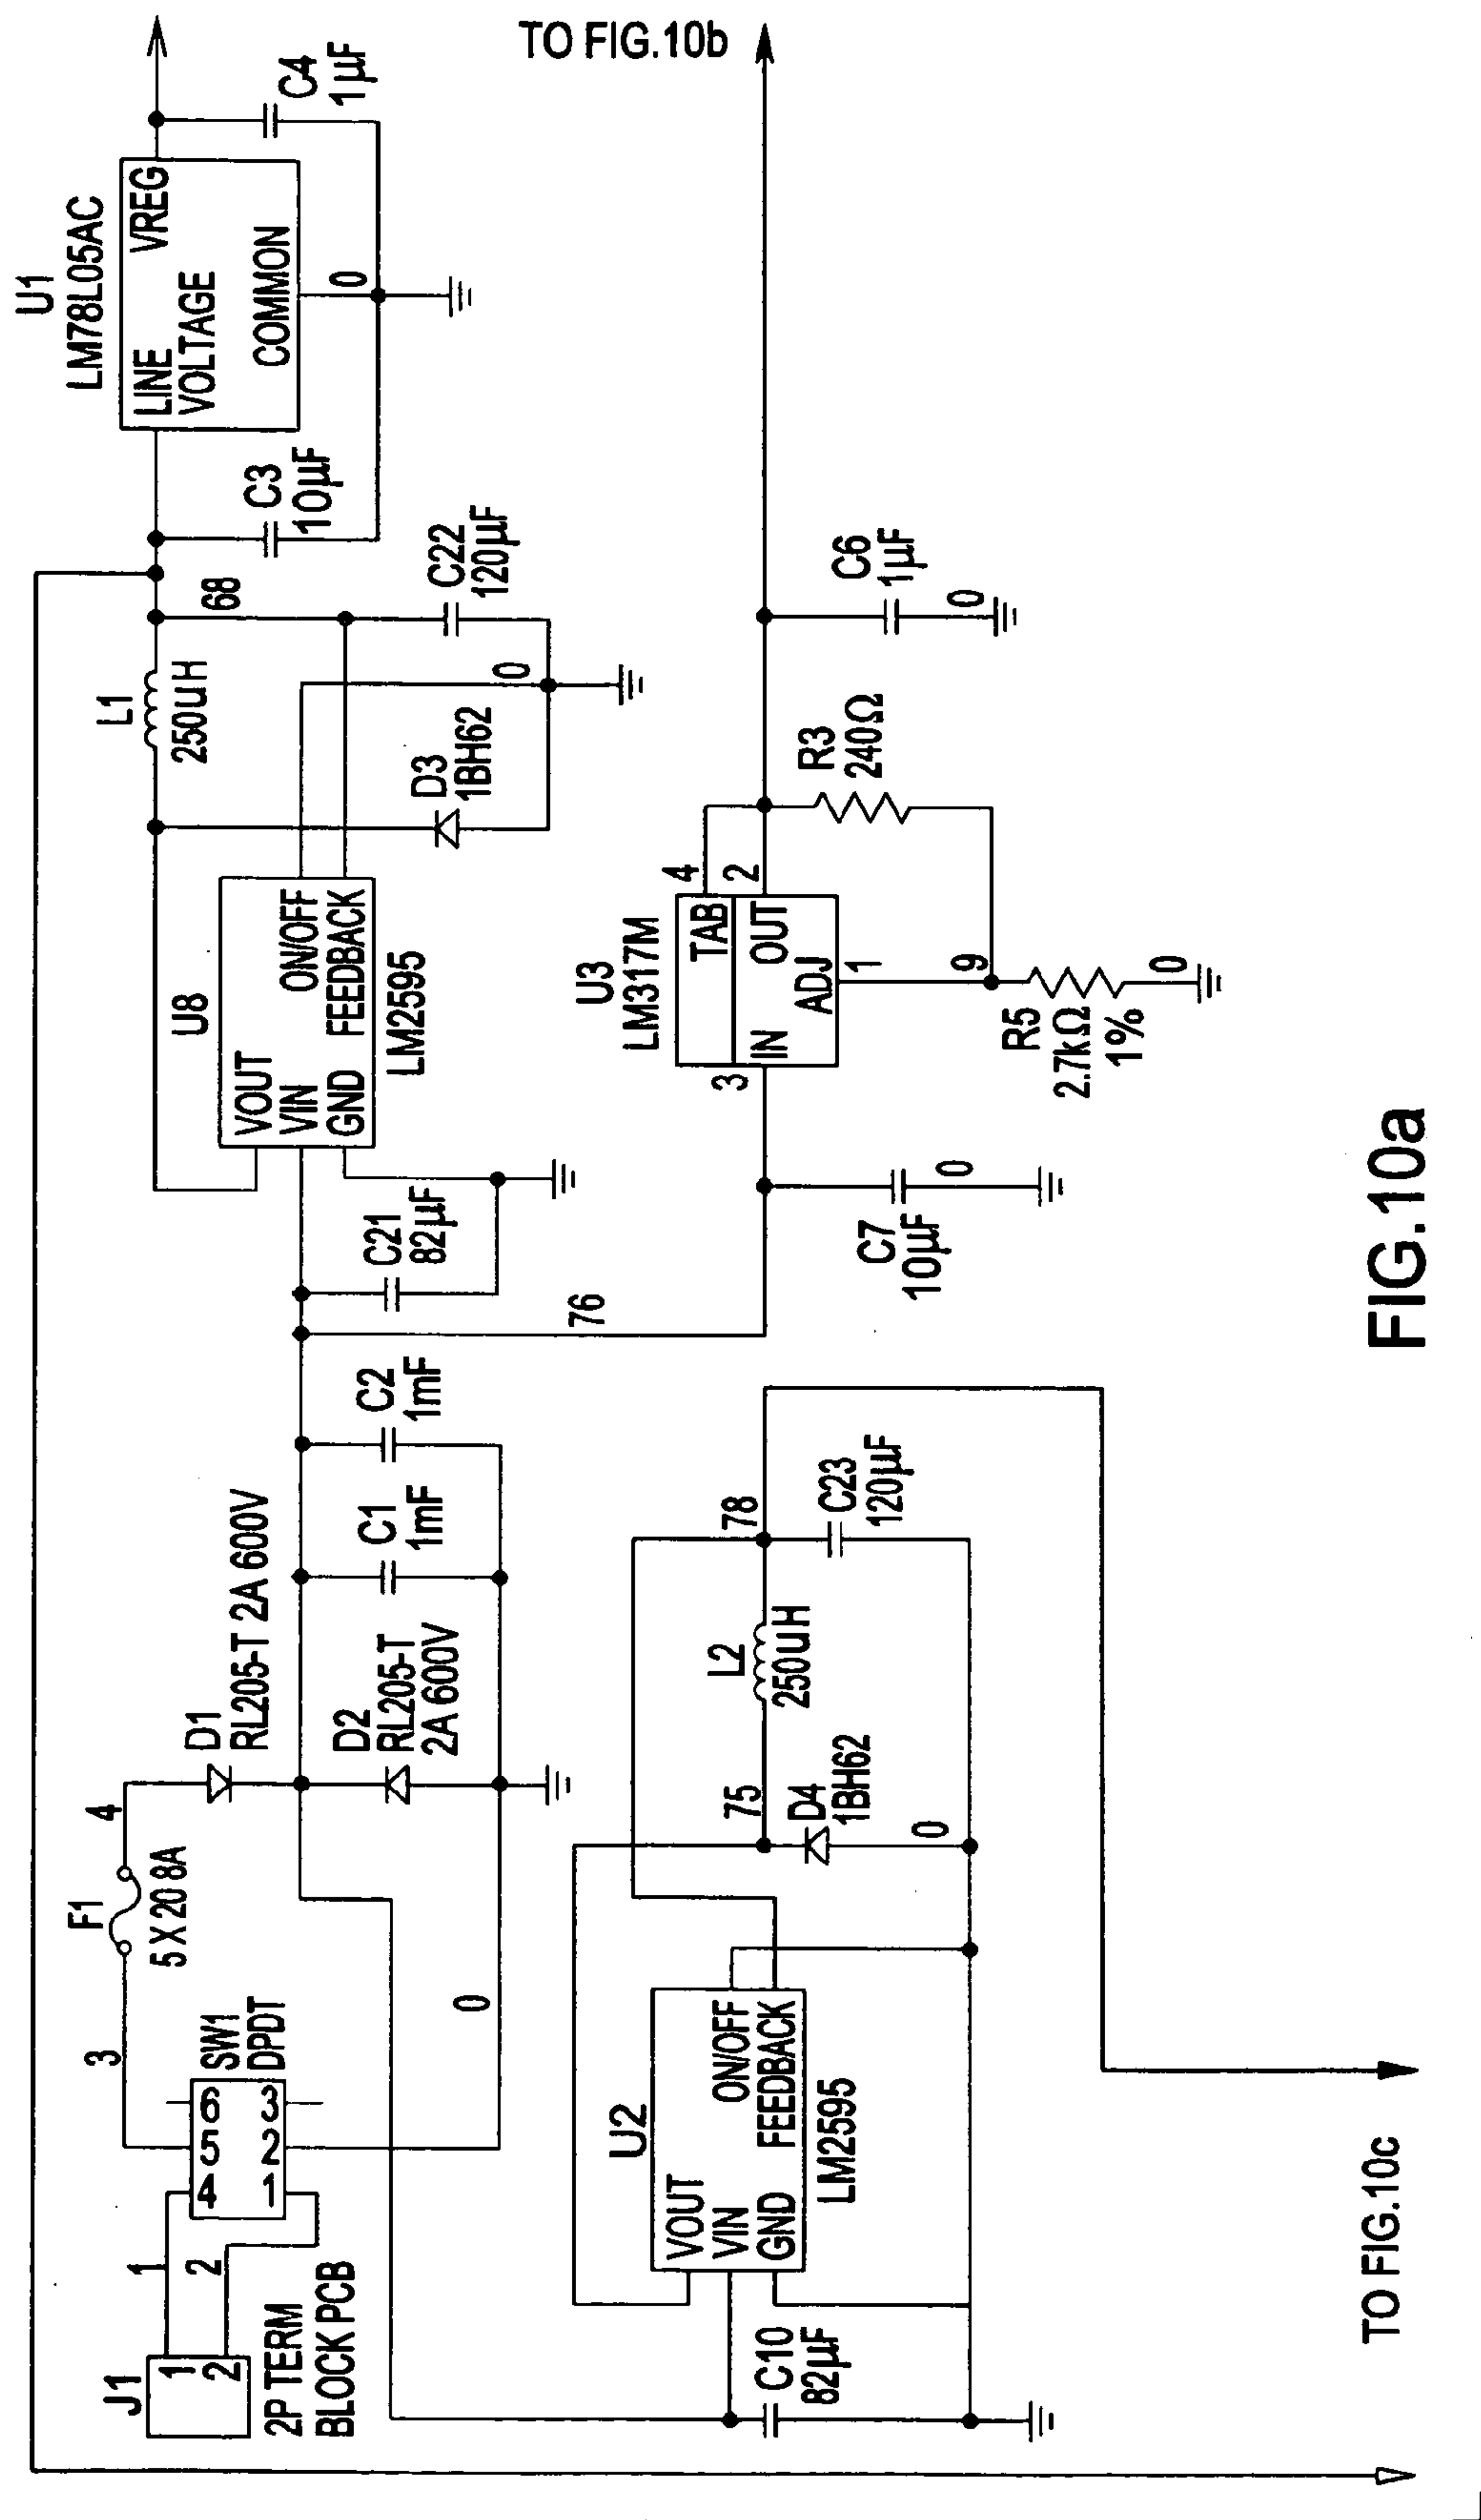 J1
1
2
2P TERM
BLOCK PCB
1
2
4 5 6
1 2 3
SW1
DPDT
3
F1
5 X 20 8A
4
D1
RL205-T 2A 600V
D2
RL205-T
2A 600V
0
C1
1mF
C2
1mF
76
C21
82µF
U8
VOUT
VIN
GND
ON/OFF
FEEDBACK
LM2595
L1
250uH
D3
1BH62
0
68
C22
120µF
C3
10µF
U1
LM78L05AC
LINE
VOLTAGE
VREG
COMMON
0
C4
1µF
TO FIG.10b
C10
82µF
U2
VOUT
VIN
GND
ON/OFF
FEEDBACK
LM2595
75
D4
1BH62
0
L2
250uH
78
C23
120µF
C7
10µF
0
U3
LM317M
3
TAB
IN
OUT
ADJ
4
2
1
9
R5
2.7kΩ
1%
0
R3
240Ω
C6
1µF
0
TO FIG.10c
FIG.10a